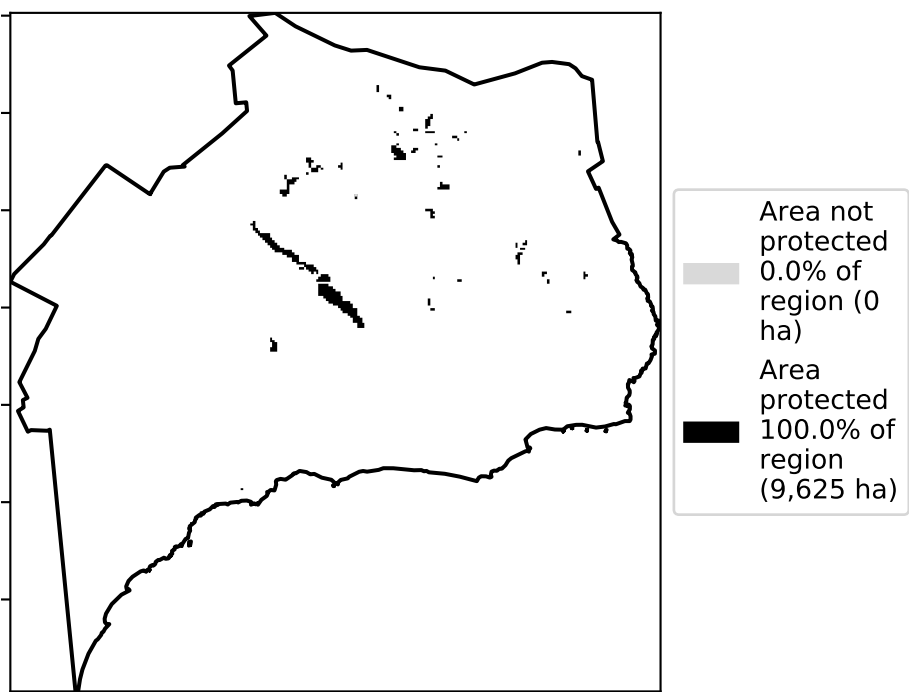 Area not
protected
0.0% of
region (0
ha)
Area
protected
100.0% of
region
(9,625 ha)